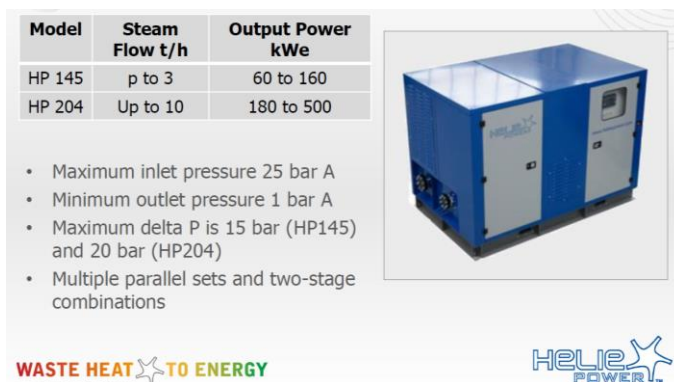 Model Steam Flow t/h Output Power kWe
HP 145 p to 3 60 to 160
HP 204 Up to 10 180 to 500
• Maximum inlet pressure 25 bar A
• Minimum outlet pressure 1 bar A
• Maximum delta P is 15 bar (HP145)
and 20 bar (HP204)
• Multiple parallel sets and two-stage
combinations
HELIEX
POWER
WASTE HEAT TO ENERGY
HELIEX
POWER™